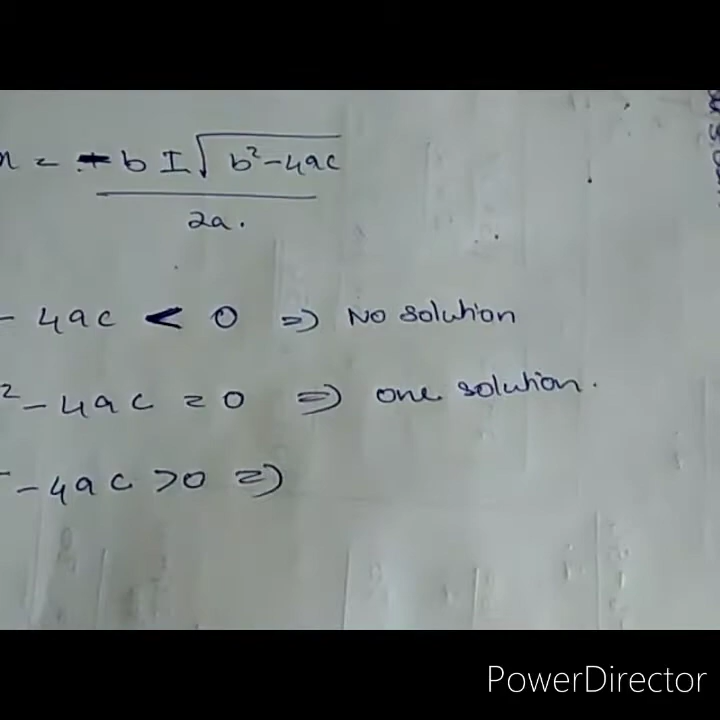 x = -b ± √b²-4ac
2a.
- 4ac < 0 => No solution
² - 4ac = 0 => one solution.
- 4ac >0 =>
PowerDirector